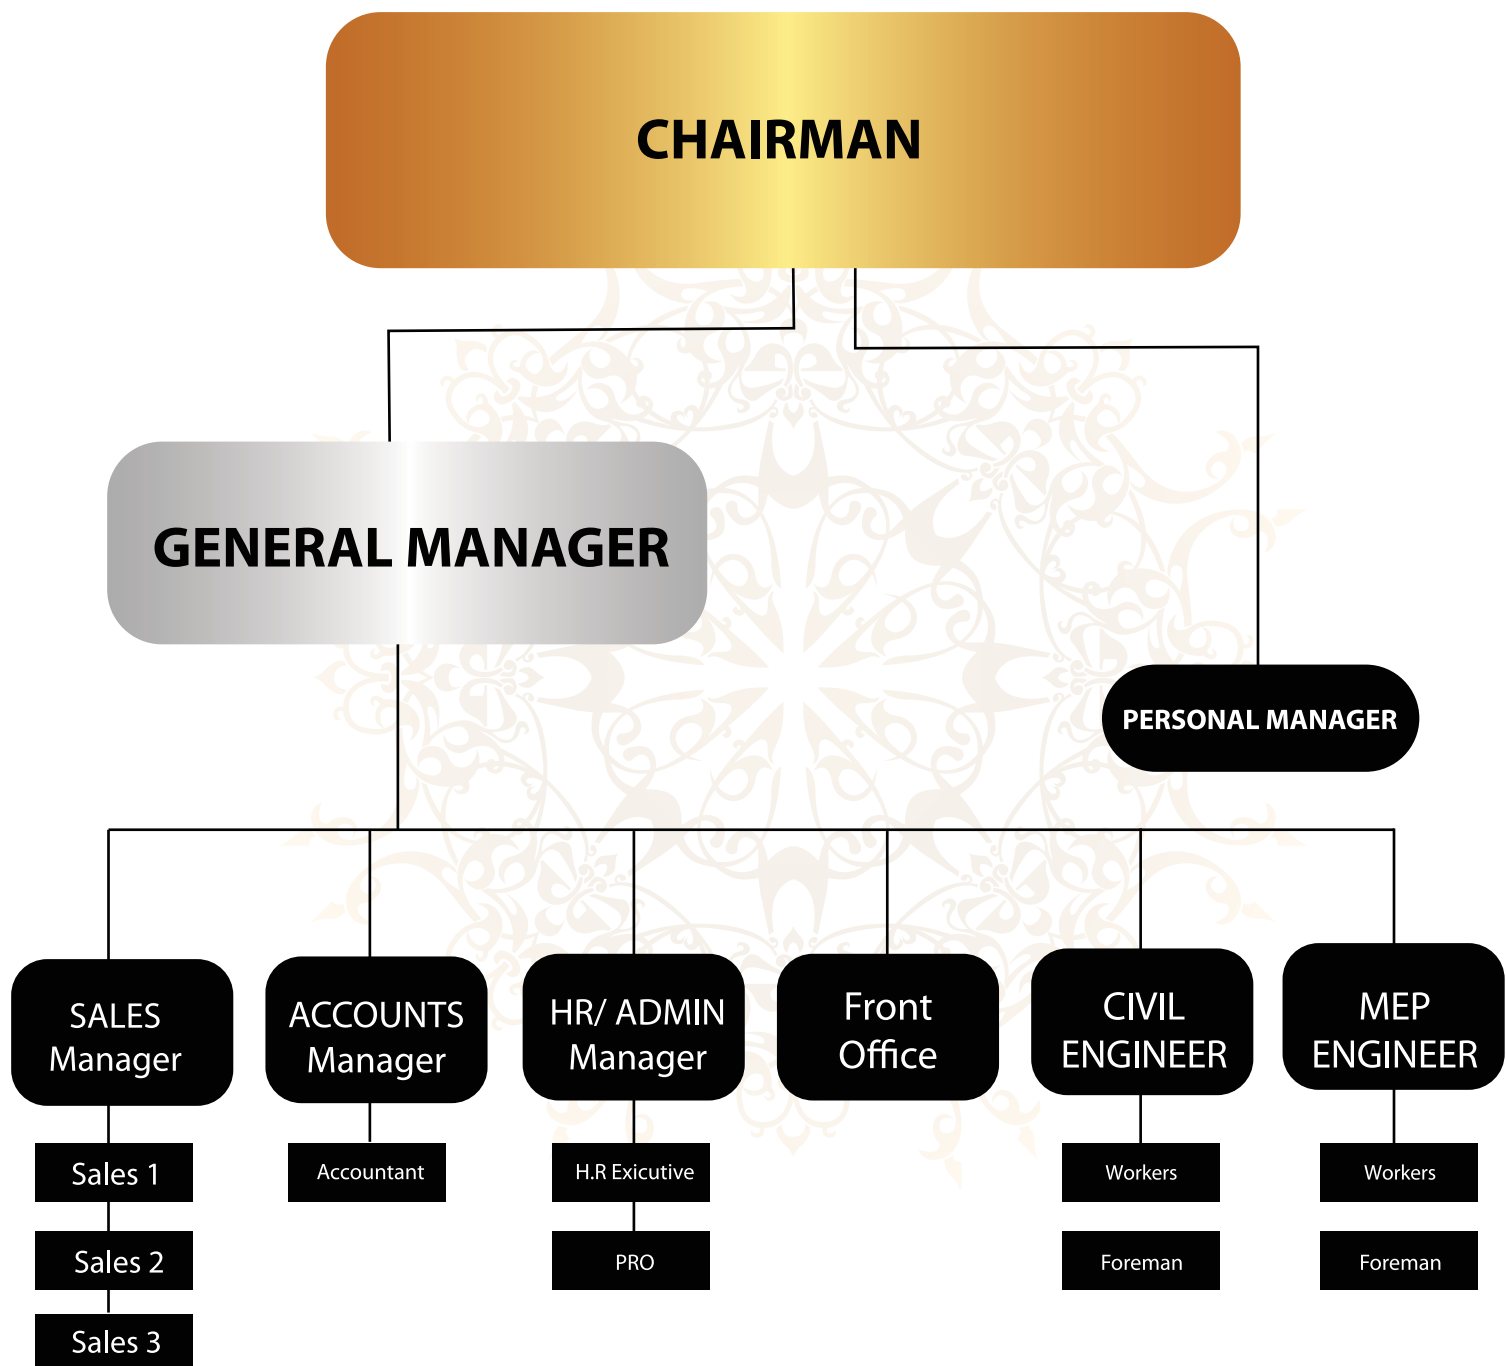 CHAIRMAN
GENERAL MANAGER
PERSONAL MANAGER
SALES
Manager
ACCOUNTS
Manager
HR/ ADMIN
Manager
Front
Office
CIVIL
ENGINEER
MEP
ENGINEER
Sales 1
Accountant
H.R Exicutive
Workers
Workers
Sales 2
PRO
Foreman
Foreman
Sales 3